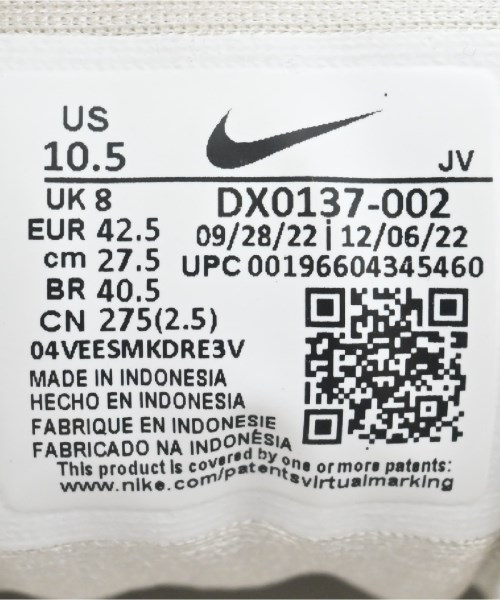 US
10.5
JV
UK 8
DX0137-002
EUR 42.5
09/28/22 | 12/06/22
cm 27.5
UPC 00196604345460
BR 40.5
CN 275(2.5)
04VEESMKDRE3V
MADE IN INDONESIA
HECHO EN INDONESIA
FABRIQUE EN INDONESIE
FABRICADO NA INDONÉSIA
This product is covered by one or more patents:
www.nike.com/patentsvirtualmarking